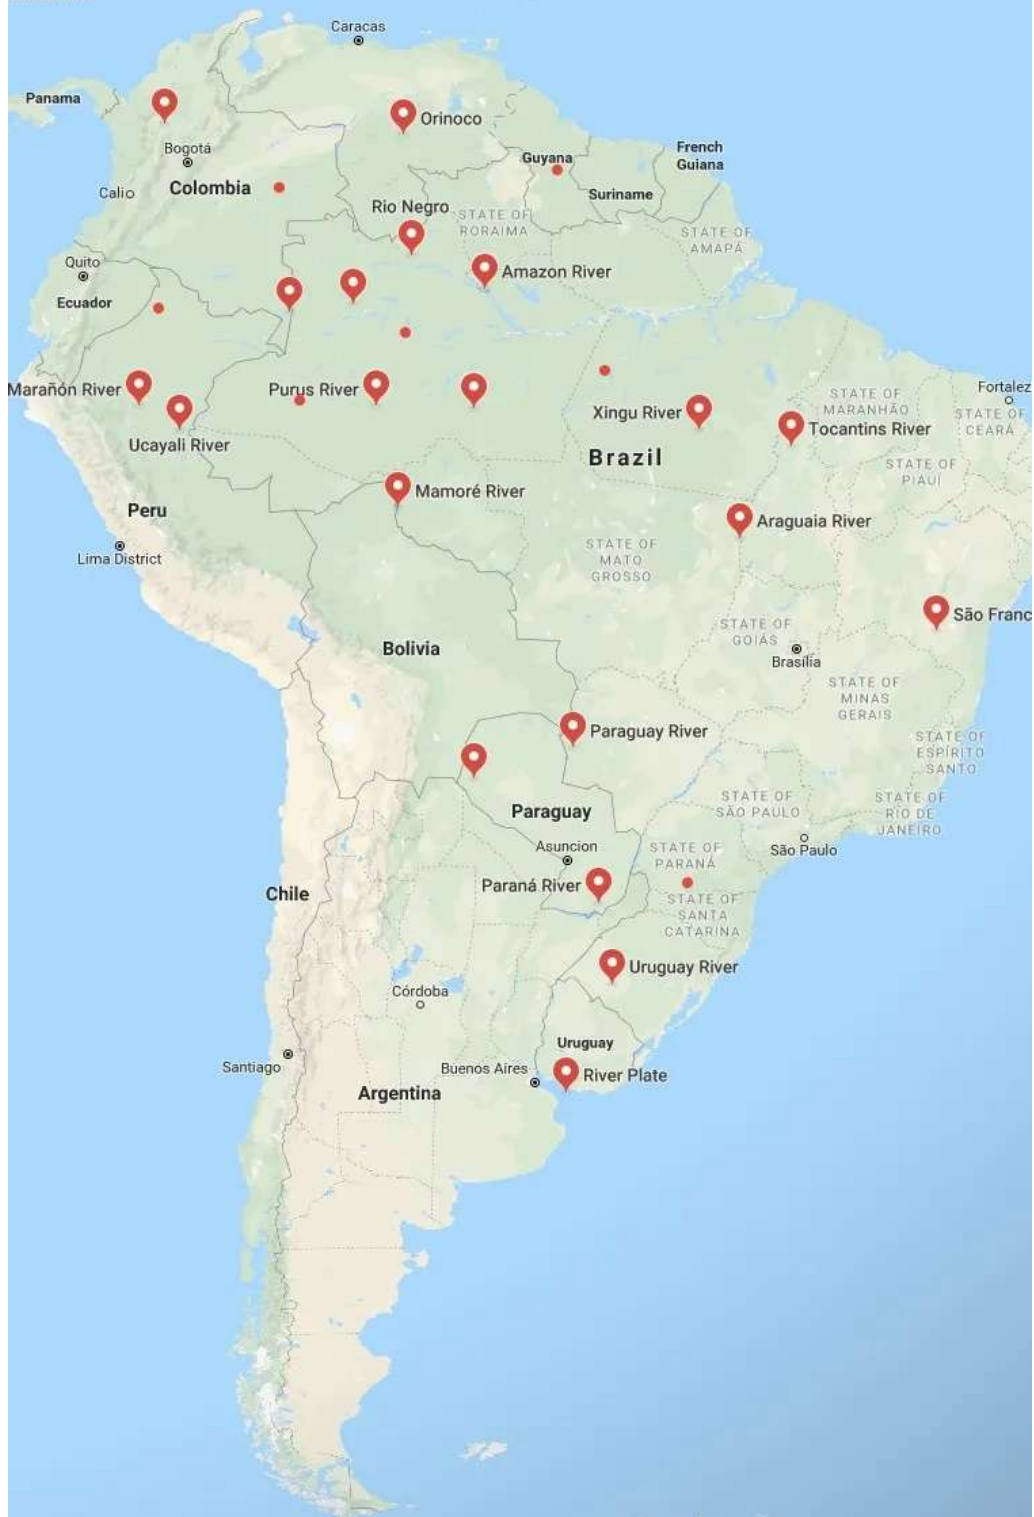 Caracas
Panama
Orinoco
Bogotá
Guyana
French
Guiana
Colombia
Cali
Suriname
Rio Negro
STATE OF
RORAIMA
STATE OF
AMAPÁ
Quito
Amazon River
Ecuador
Marañón River
Purus River
Fortalez
STATE OF
MARANHÃO
Xingu River
STATE OF
CEARÁ
Tocantins River
Ucayali River
Brazil
STATE OF
PIAUÍ
Mamoré River
Peru
Araguaia River
Lima District
STATE OF
MATO
GROSSO
São Franc
STATE OF
GOIÁS
Bolivia
Brasília
STATE OF
MINAS
GERAIS
Paraguay River
STATE OF
ESPÍRITO
SANTO
Paraguay
STATE OF
SÃO PAULO
STATE OF
RIO DE
JANEIRO
Asuncion
STATE OF
PARANÁ
São Paulo
Paraná River
Chile
STATE OF
SANTA
CATARINA
Uruguay River
Córdoba
Uruguay
Santiago
Buenos Aires
River Plate
Argentina